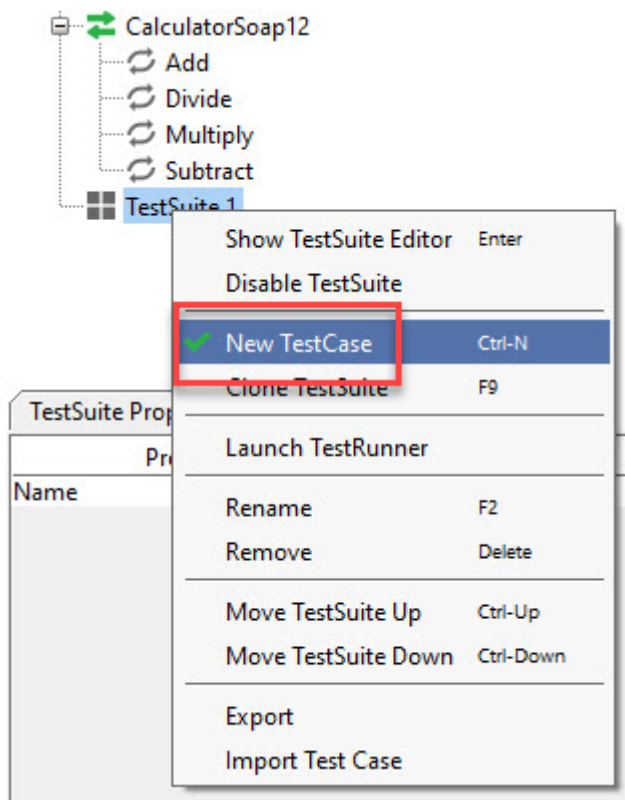 CalculatorSoap12
Add
Divide
Multiply
Subtract
TestSuite 1
Show TestSuite Editor Enter
Disable TestSuite
New TestCase Ctrl-N
Clone TestSuite F9
TestSuite Prop
Launch TestRunner
Pr
Name
Rename F2
Remove Delete
Move TestSuite Up Ctrl-Up
Move TestSuite Down Ctrl-Down
Export
Import Test Case